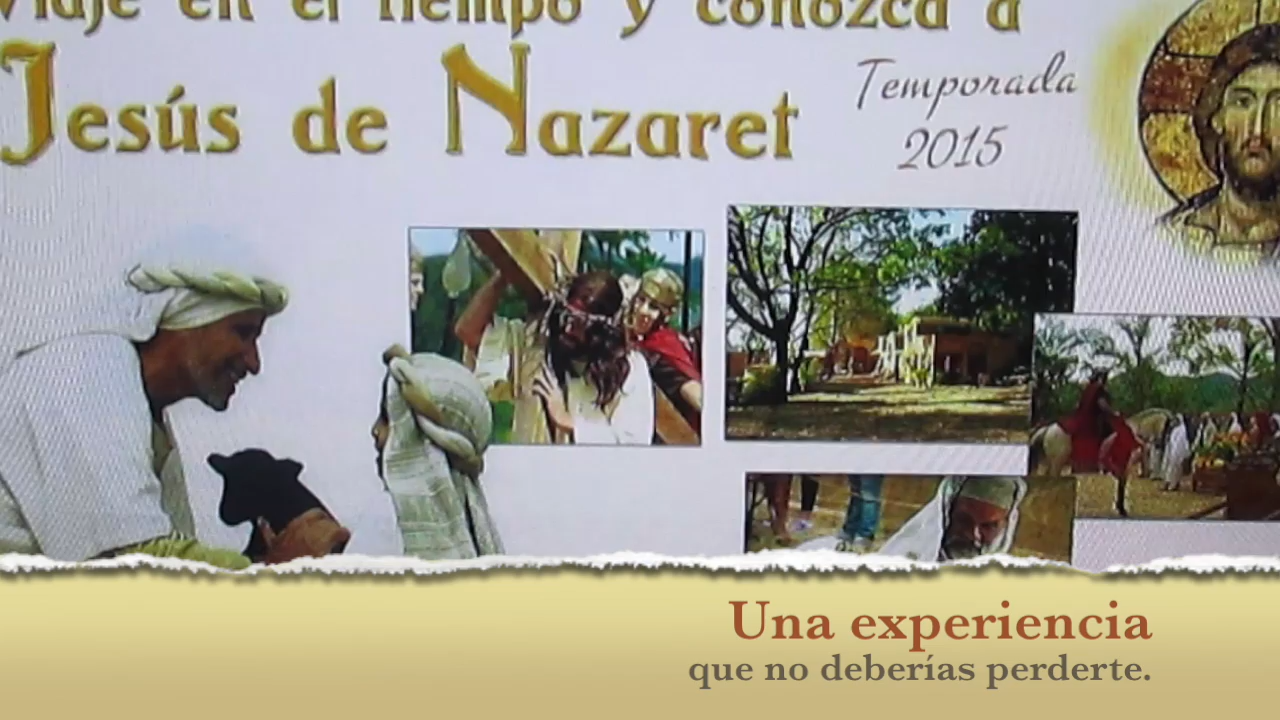 Viaje en el tiempo y conozca a
Jesús de Nazaret
Temporada
2015
Una experiencia
que no deberías perderte.